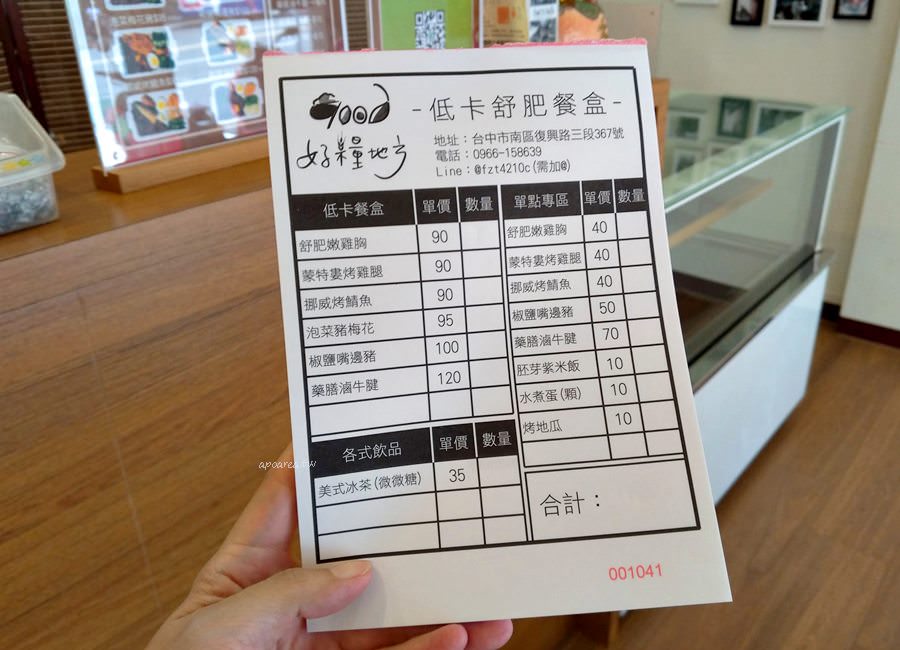 good
好糧地方
-低卡舒肥餐盒-
地址：台中市南區復興路三段367號
電話：0966-158639
Line：@fzt4210c(需加@)
低卡餐盒 單價 數量
舒肥嫩雞胸 90
蒙特婁烤雞腿 90
挪威烤鯖魚 90
泡菜豬梅花 95
椒鹽嘴邊豬 100
藥膳滷牛腱 120
各式飲品 單價 數量
美式冰茶(微微糖) 35
單點專區 單價 數量
舒肥嫩雞胸 40
蒙特婁烤雞腿 40
挪威烤鯖魚 40
椒鹽嘴邊豬 50
藥膳滷牛腱 70
胚芽紫米飯 10
水煮蛋(顆) 10
烤地瓜 10
合計：
001041
apoarea.tw